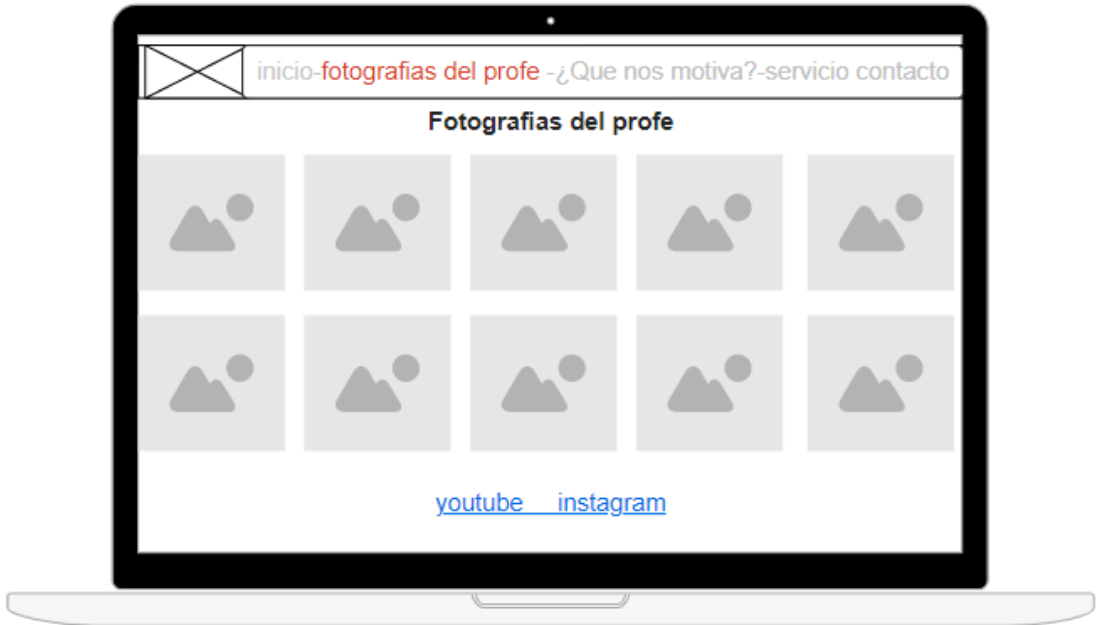 inicio-fotografias del profe -¿Que nos motiva?-servicio contacto
Fotografias del profe
youtube instagram